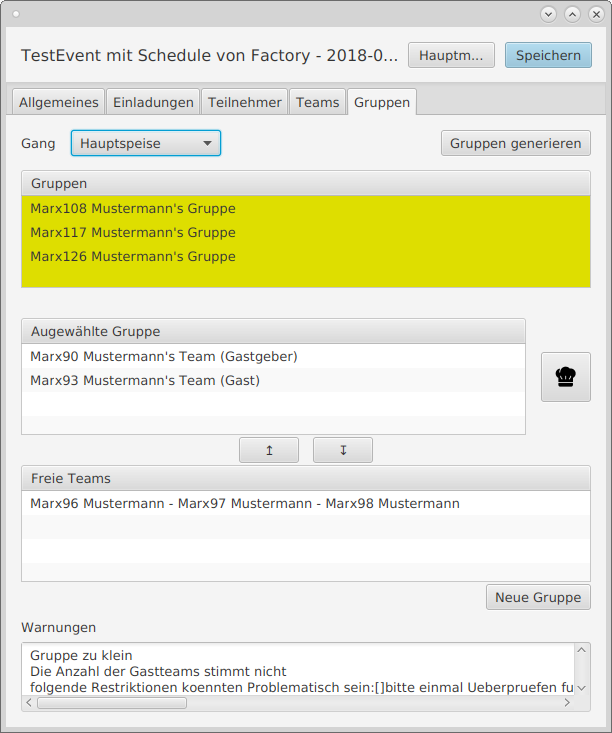 TestEvent mit Schedule von Factory - 2018-0...
Hauptm...
Speichern
Allgemeines
Einladungen
Teilnehmer
Teams
Gruppen
Gang
Hauptspeise
Gruppen generieren
Gruppen
Marx108 Mustermann's Gruppe
Marx117 Mustermann's Gruppe
Marx126 Mustermann's Gruppe
Augewählte Gruppe
Marx90 Mustermann's Team (Gastgeber)
Marx93 Mustermann's Team (Gast)
↥
↧
Freie Teams
Marx96 Mustermann - Marx97 Mustermann - Marx98 Mustermann
Neue Gruppe
Warnungen
Gruppe zu klein
Die Anzahl der Gastteams stimmt nicht
folgende Restriktionen koennten Problematisch sein:[]bitte einmal Ueberpruefen fu